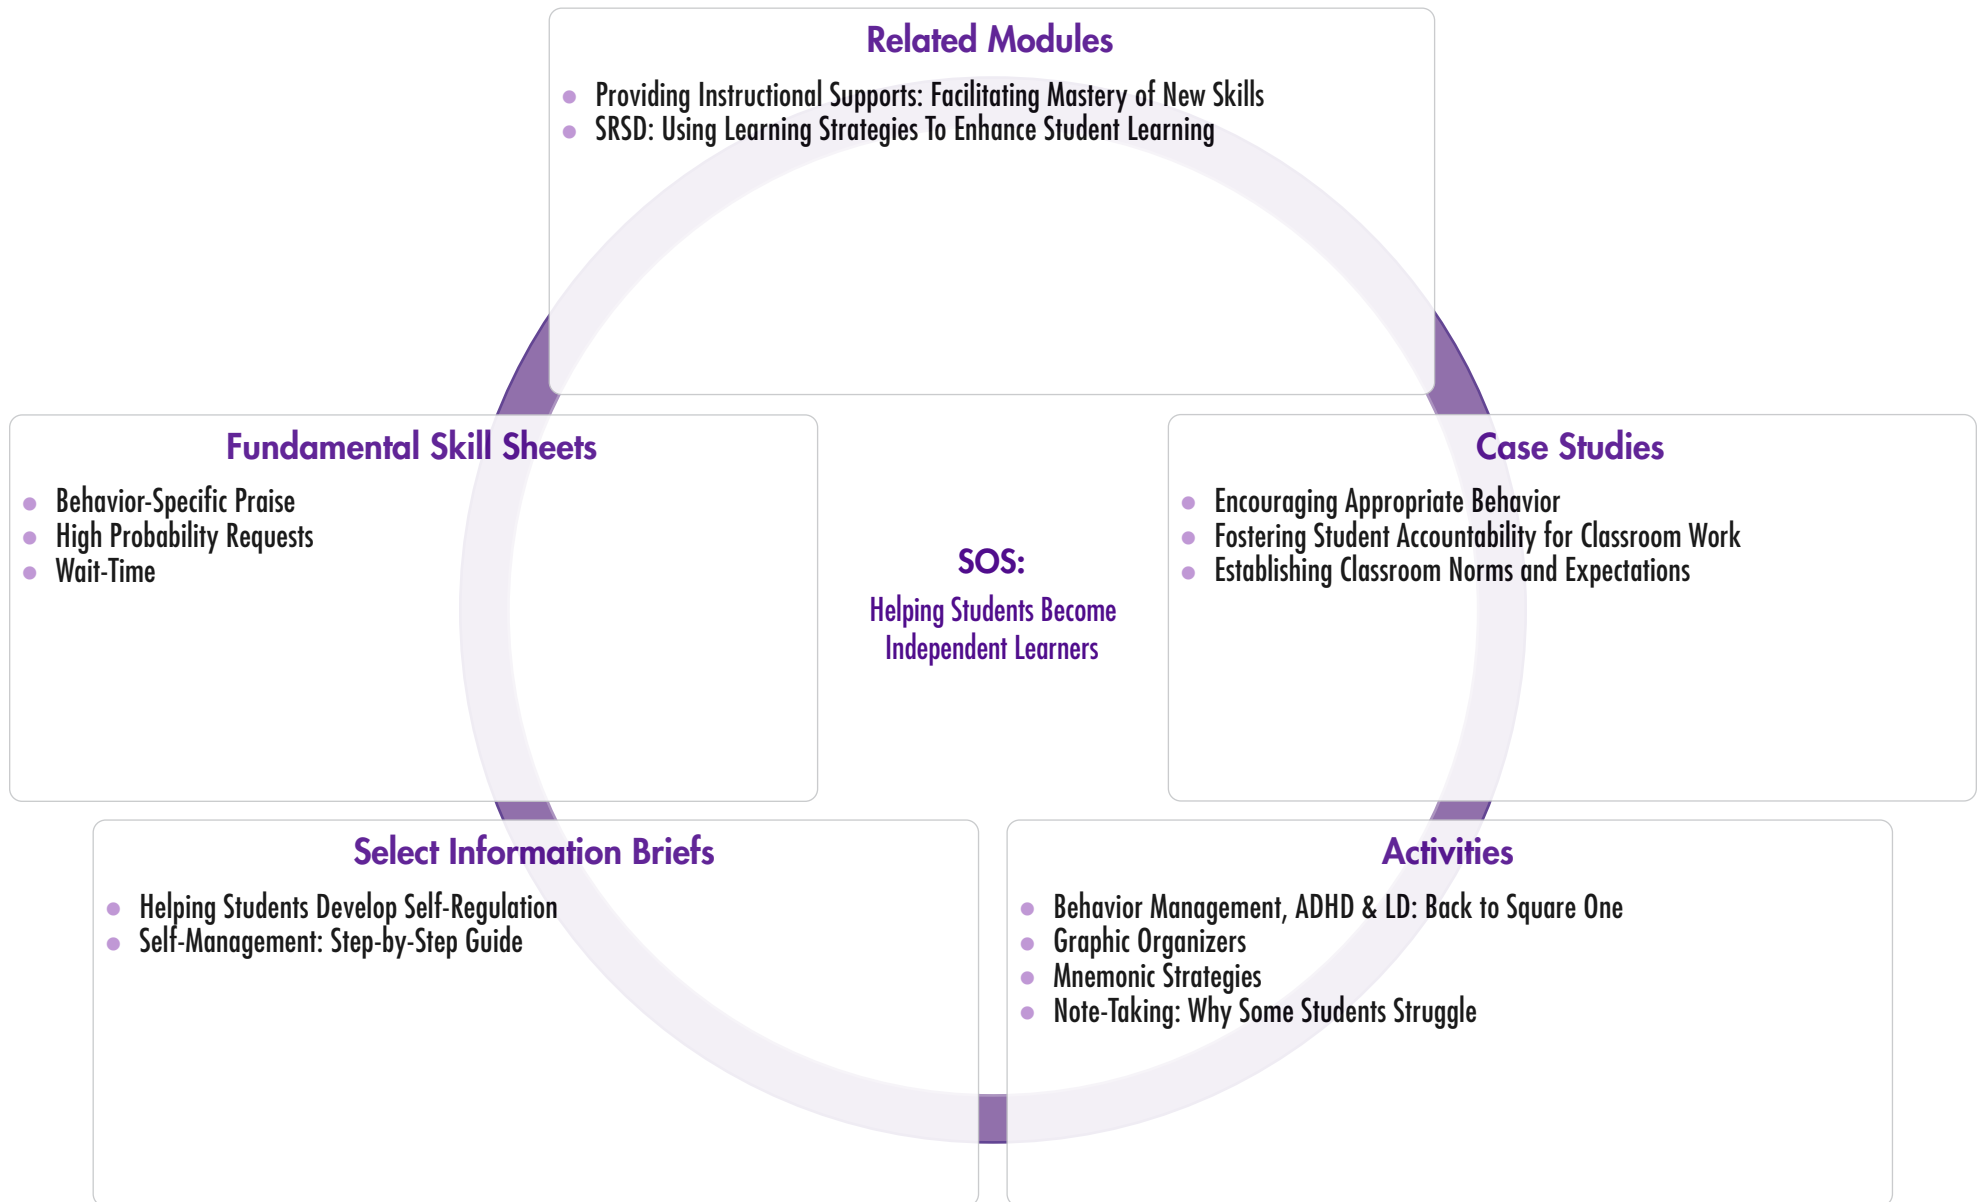 Related Modules
Providing Instructional Supports: Facilitating Mastery of New Skills
SRSD: Using Learning Strategies To Enhance Student Learning
Fundamental Skill Sheets
Behavior-Specific Praise
High Probability Requests
Wait-Time
SOS:
Helping Students Become
Independent Learners
Case Studies
Encouraging Appropriate Behavior
Fostering Student Accountability for Classroom Work
Establishing Classroom Norms and Expectations
Select Information Briefs
Helping Students Develop Self-Regulation
Self-Management: Step-by-Step Guide
Activities
Behavior Management, ADHD & LD: Back to Square One
Graphic Organizers
Mnemonic Strategies
Note-Taking: Why Some Students Struggle